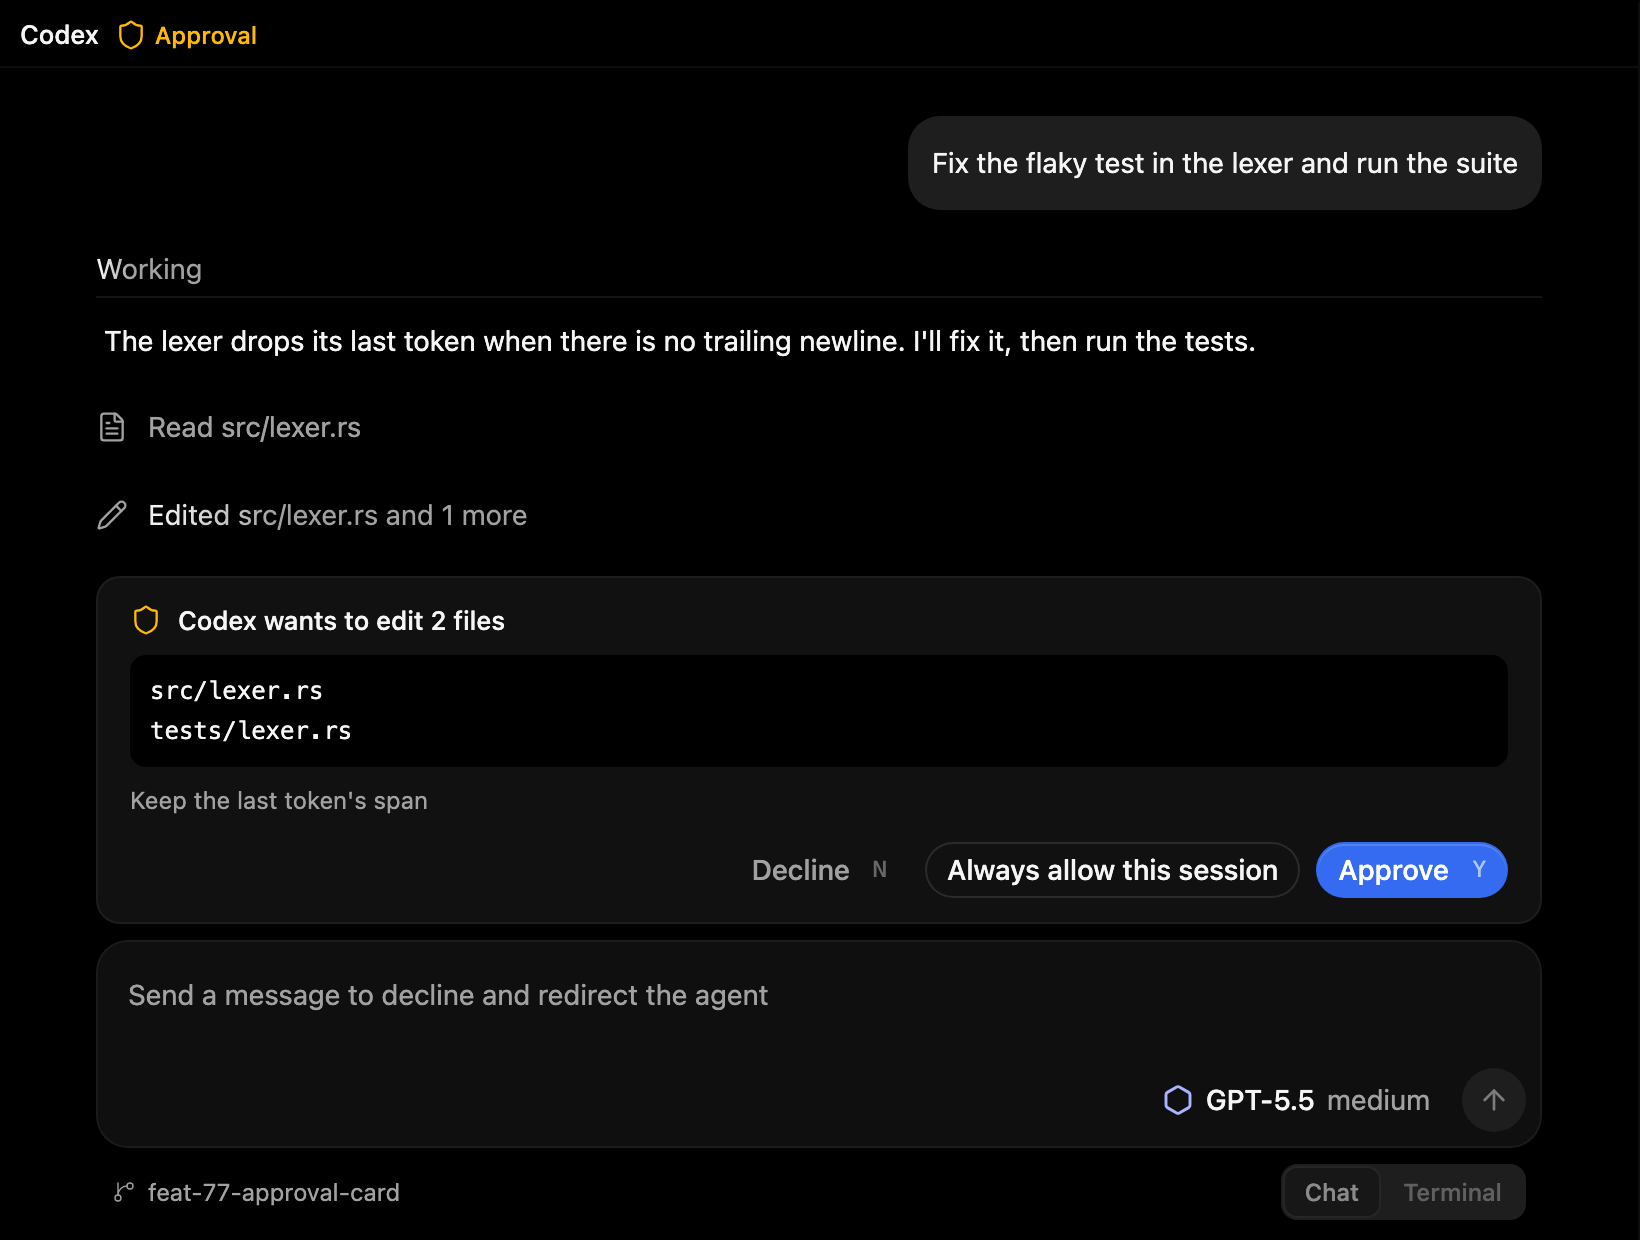 Codex Approval
Fix the flaky test in the lexer and run the suite
Working
The lexer drops its last token when there is no trailing newline. I'll fix it, then run the tests.
Read src/lexer.rs
Edited src/lexer.rs and 1 more
Codex wants to edit 2 files
src/lexer.rs
tests/lexer.rs
Keep the last token's span
Decline N Always allow this session Approve Y
Send a message to decline and redirect the agent
GPT-5.5 medium
feat-77-approval-card Chat Terminal